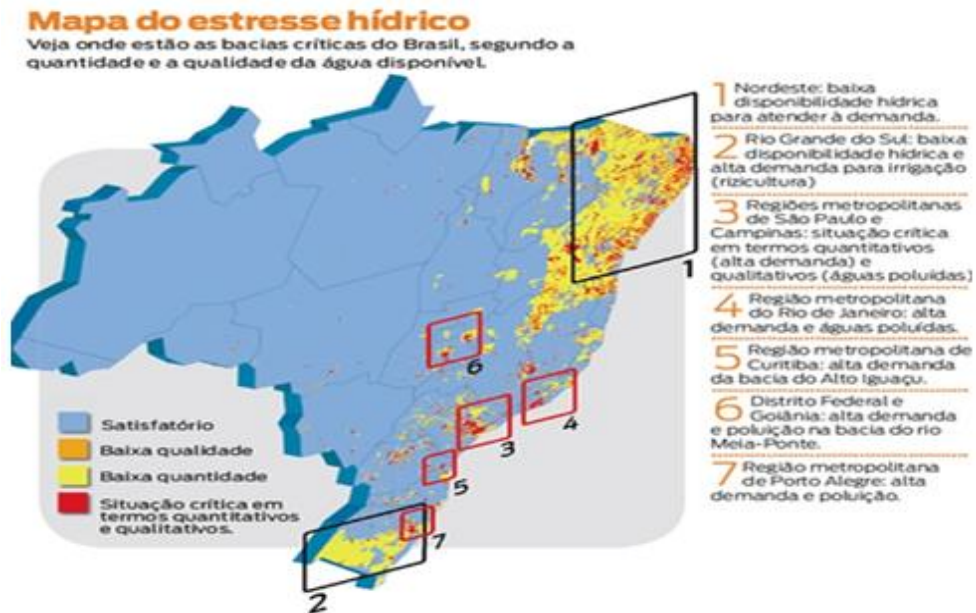 Mapa do estresse hídrico
Veja onde estão as bacias críticas do Brasil, segundo a
quantidade e a qualidade da água disponível.
1 Nordeste: baixa
disponibilidade hídrica
para atender à demanda.
2 Rio Grande do Sul: baixa
disponibilidade hídrica e
alta demanda para irrigação
(rizicultura)
3 Regiões metropolitanas
de São Paulo e
Campinas: situação crítica
em termos quantitativos
(alta demanda) e
qualitativos (águas poluídas)
4 Região metropolitana
do Rio de Janeiro: alta
demanda e águas poluídas.
5 Região metropolitana de
Curitiba: alta demanda
da bacia do Alto Iguaçu.
6 Distrito Federal e
Goiânia: alta demanda
e poluição na bacia do rio
Meia-Ponte.
7 Região metropolitana
de Porto Alegre: alta
demanda e poluição.
1
6
4
3
5
7
2
Satisfatório
Baixa qualidade
Baixa quantidade
Situação crítica em
termos quantitativos
e qualitativos.